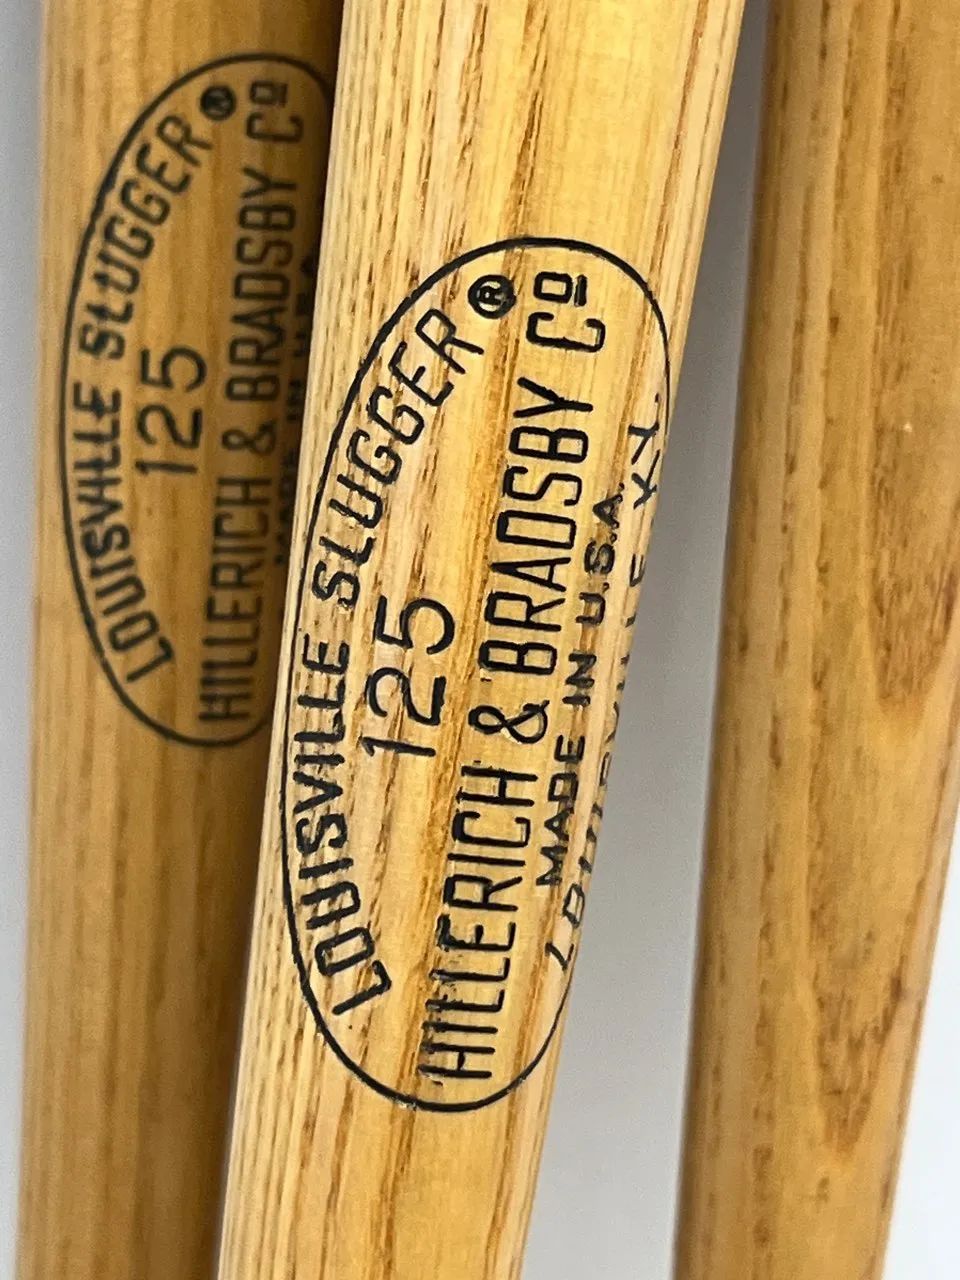 LOUISVILLE SLUGGER®
125
HILLERICH & BRADSBY Cº
LOUISVILLE SLUGGER®
125
HILLERICH & BRADSBY Cº
MADE IN U.S.A.
LOUISVILLE KY.